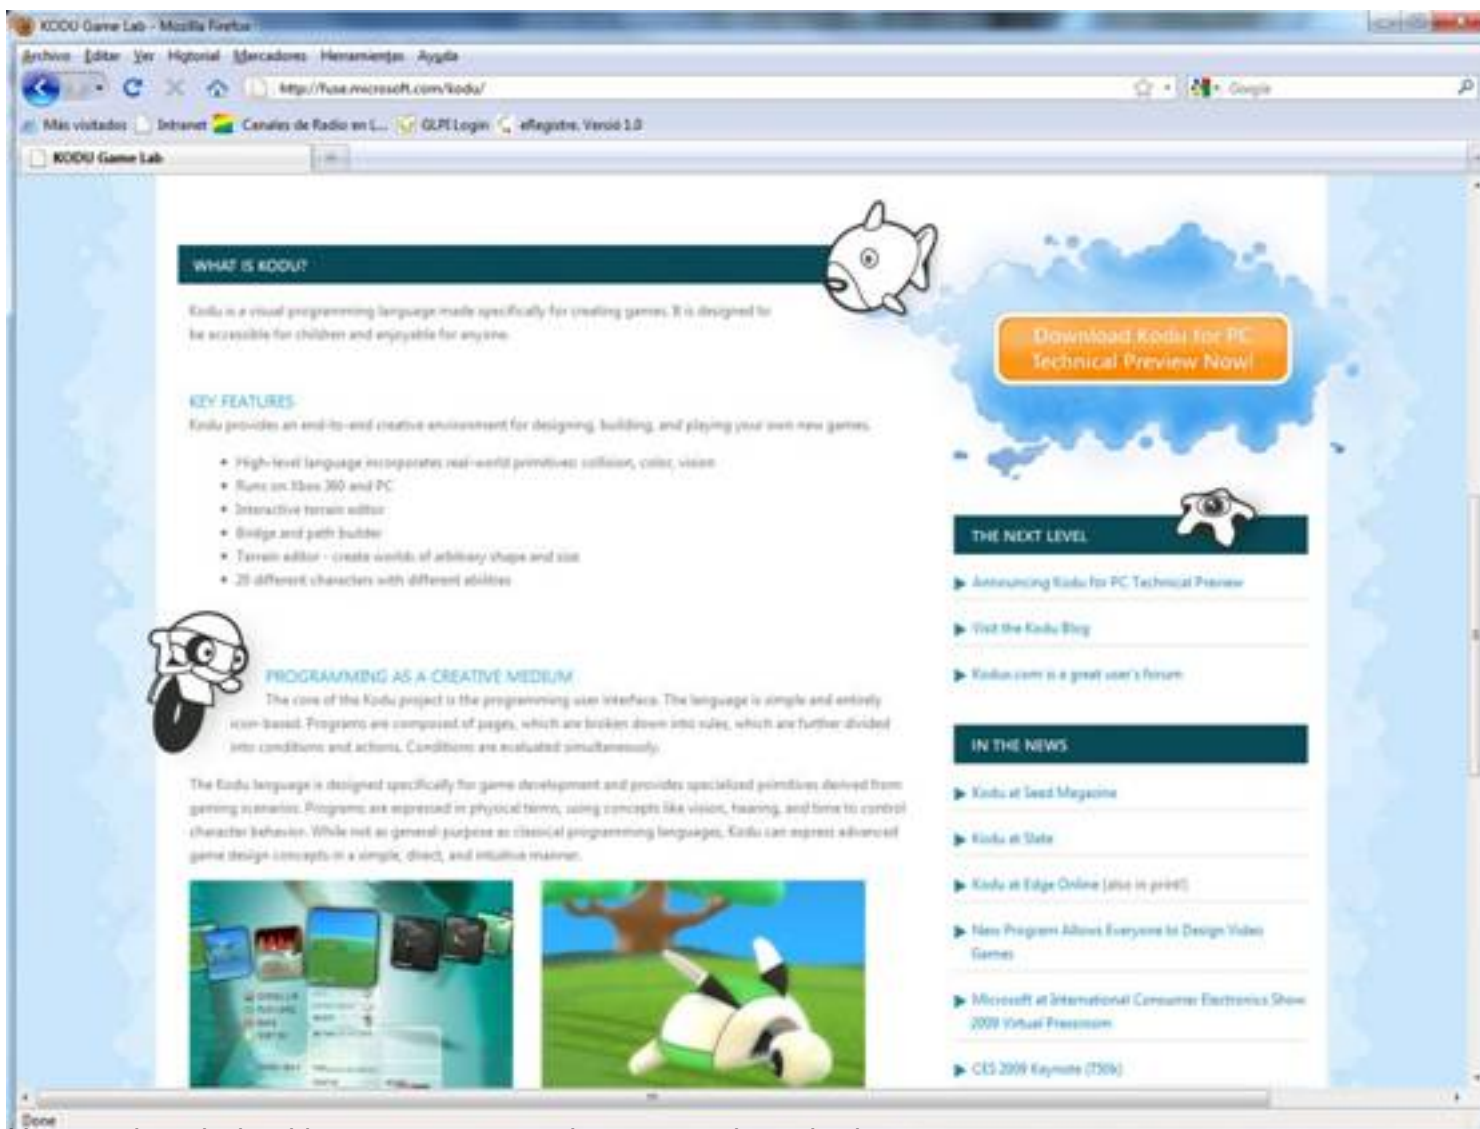 KODU Game Lab - Mozilla Firefox
Archivo Editar Ver Historial Marcadores Herramientas Ayuda
http://fuse.microsoft.com/kodu/
Google
Más visitados Intranet Canales de Radio en L... GLPI Login eRegistre. Versió 1.0
KODU Game Lab
WHAT IS KODU?
Kodu is a visual programming language made specifically for creating games. It is designed to
be accessible for children and enjoyable for anyone.
KEY FEATURES
Kodu provides an end-to-end creative environment for designing, building, and playing your own new games.
• High-level language incorporates real-world primitives: collision, color, vision
• Runs on Xbox 360 and PC
• Interactive terrain editor
• Bridge and path builder
• Terrain editor - create worlds of arbitrary shape and size
• 20 different characters with different abilities
PROGRAMMING AS A CREATIVE MEDIUM
The core of the Kodu project is the programming user interface. The language is simple and entirely
icon-based. Programs are composed of pages, which are broken down into rules, which are further divided
into conditions and actions. Conditions are evaluated simultaneously.
The Kodu language is designed specifically for game development and provides specialized primitives derived from
gaming scenarios. Programs are expressed in physical terms, using concepts like vision, hearing, and time to control
character behavior. While not as general-purpose as classical programming languages, Kodu can express advanced
game design concepts in a simple, direct, and intuitive manner.
Download Kodu for PC
Technical Preview Now!
THE NEXT LEVEL
Announcing Kodu for PC Technical Preview
Visit the Kodu Blog
Kodus.com is a great user's forum
IN THE NEWS
Kodu at Seed Magazine
Kodu at Slate
Kodu at Edge Online (also in print!)
New Program Allows Everyone to Design Video
Games
Microsoft at International Consumer Electronics Show
2009 Virtual Pressroom
CES 2009 Keynote (750k)
Done